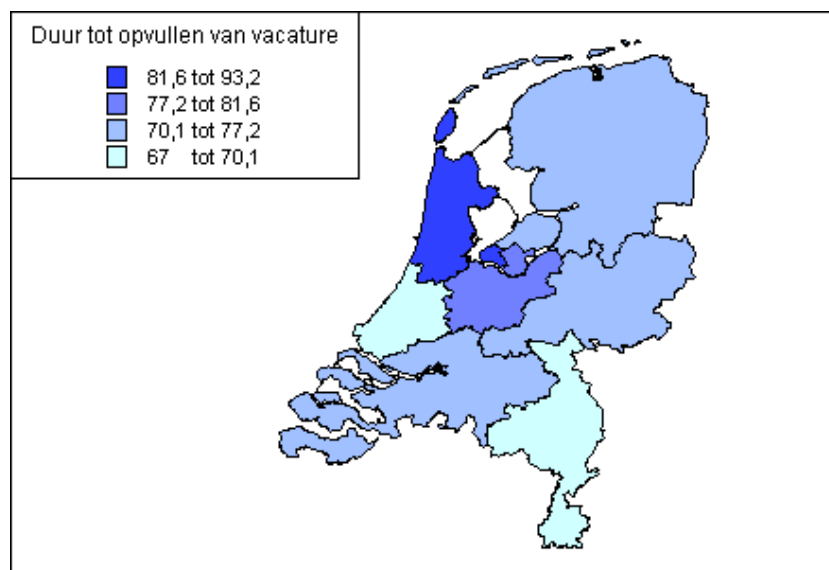 Duur tot opvullen van vacature
81,6 tot 93,2
77,2 tot 81,6
70,1 tot 77,2
67 tot 70,1